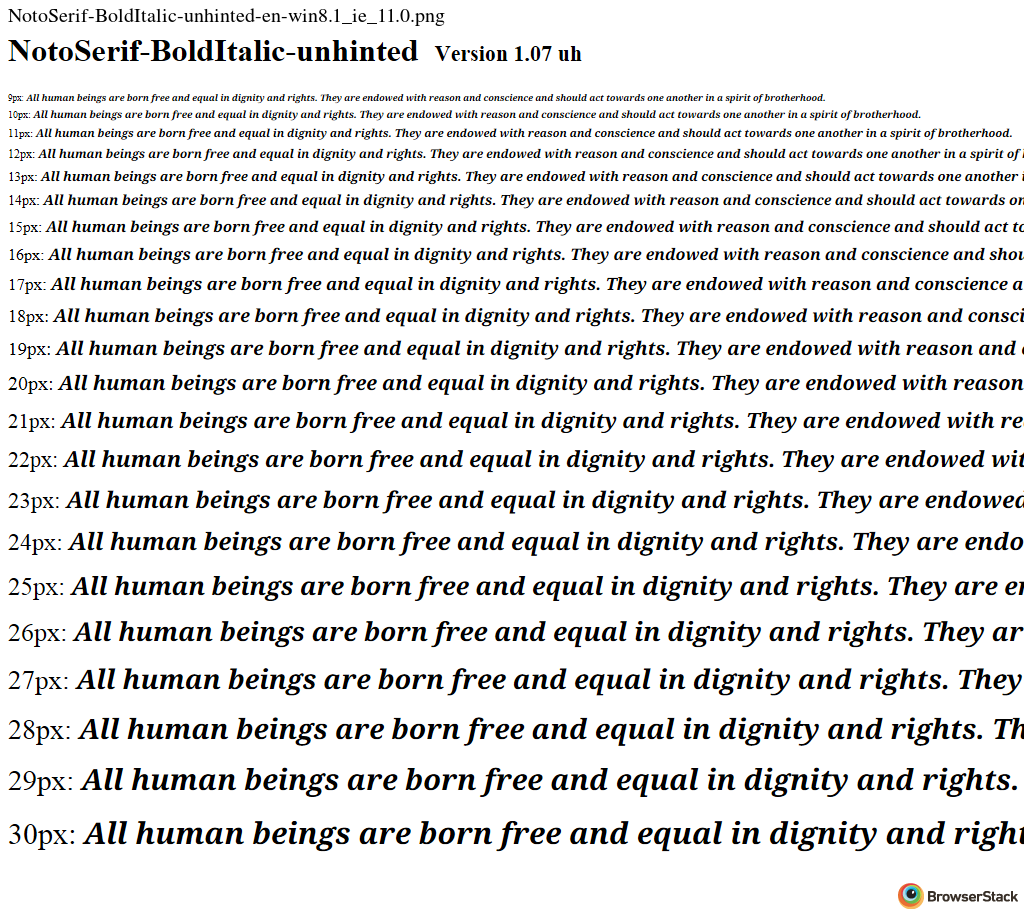 NotoSerif-BoldItalic-unhinted-en-win8.1_ie_11.0.png
NotoSerif-BoldItalic-unhinted Version 1.07 uh
9px: All human beings are born free and equal in dignity and rights. They are endowed with reason and conscience and should act towards one another in a spirit of brotherhood.
10px: All human beings are born free and equal in dignity and rights. They are endowed with reason and conscience and should act towards one another in a spirit of brotherhood.
11px: All human beings are born free and equal in dignity and rights. They are endowed with reason and conscience and should act towards one another in a spirit of brotherhood.
12px: All human beings are born free and equal in dignity and rights. They are endowed with reason and conscience and should act towards one another in a spirit of
13px: All human beings are born free and equal in dignity and rights. They are endowed with reason and conscience and should act towards one another i
14px: All human beings are born free and equal in dignity and rights. They are endowed with reason and conscience and should act towards on
15px: All human beings are born free and equal in dignity and rights. They are endowed with reason and conscience and should act to
16px: All human beings are born free and equal in dignity and rights. They are endowed with reason and conscience and shou
17px: All human beings are born free and equal in dignity and rights. They are endowed with reason and conscience a
18px: All human beings are born free and equal in dignity and rights. They are endowed with reason and consci
19px: All human beings are born free and equal in dignity and rights. They are endowed with reason and
20px: All human beings are born free and equal in dignity and rights. They are endowed with reason
21px: All human beings are born free and equal in dignity and rights. They are endowed with re
22px: All human beings are born free and equal in dignity and rights. They are endowed wit
23px: All human beings are born free and equal in dignity and rights. They are endowed
24px: All human beings are born free and equal in dignity and rights. They are endo
25px: All human beings are born free and equal in dignity and rights. They are en
26px: All human beings are born free and equal in dignity and rights. They ar
27px: All human beings are born free and equal in dignity and rights. They
28px: All human beings are born free and equal in dignity and rights. Th
29px: All human beings are born free and equal in dignity and rights.
30px: All human beings are born free and equal in dignity and right
BrowserStack